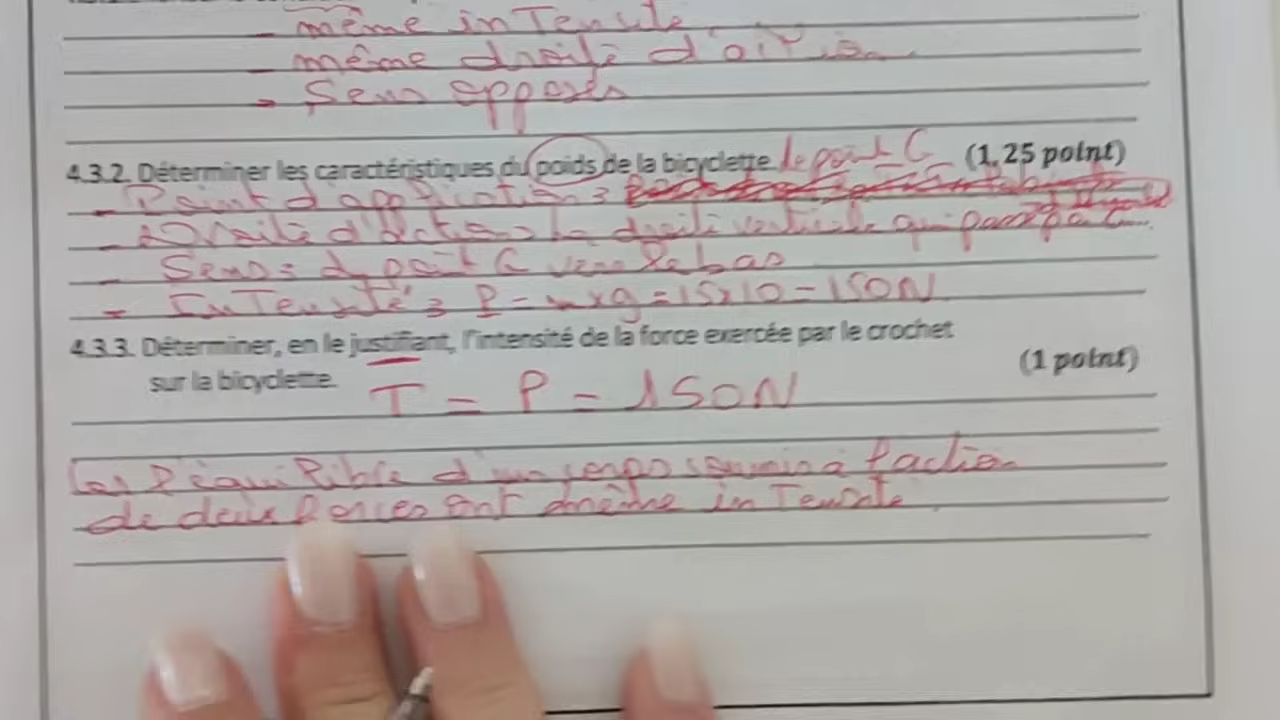 - même intensité
- même droite d'action
- Sens opposés
4.3.2. Déterminer les caractéristiques du poids de la bicyclette. le point G (1,25 point)
- Point d'application :
- Droite d'action : la droite verticale qui passe par G
- Sens : du point G vers le bas
- Intensité : P = m x g = 15 x 10 = 150N
4.3.3. Déterminer, en le justifiant, l'intensité de la force exercée par le crochet
sur la bicyclette. (1 point)
T = P = 150N
l'équilibre d'un corps soumis à l'action
de deux forces ont même intensité